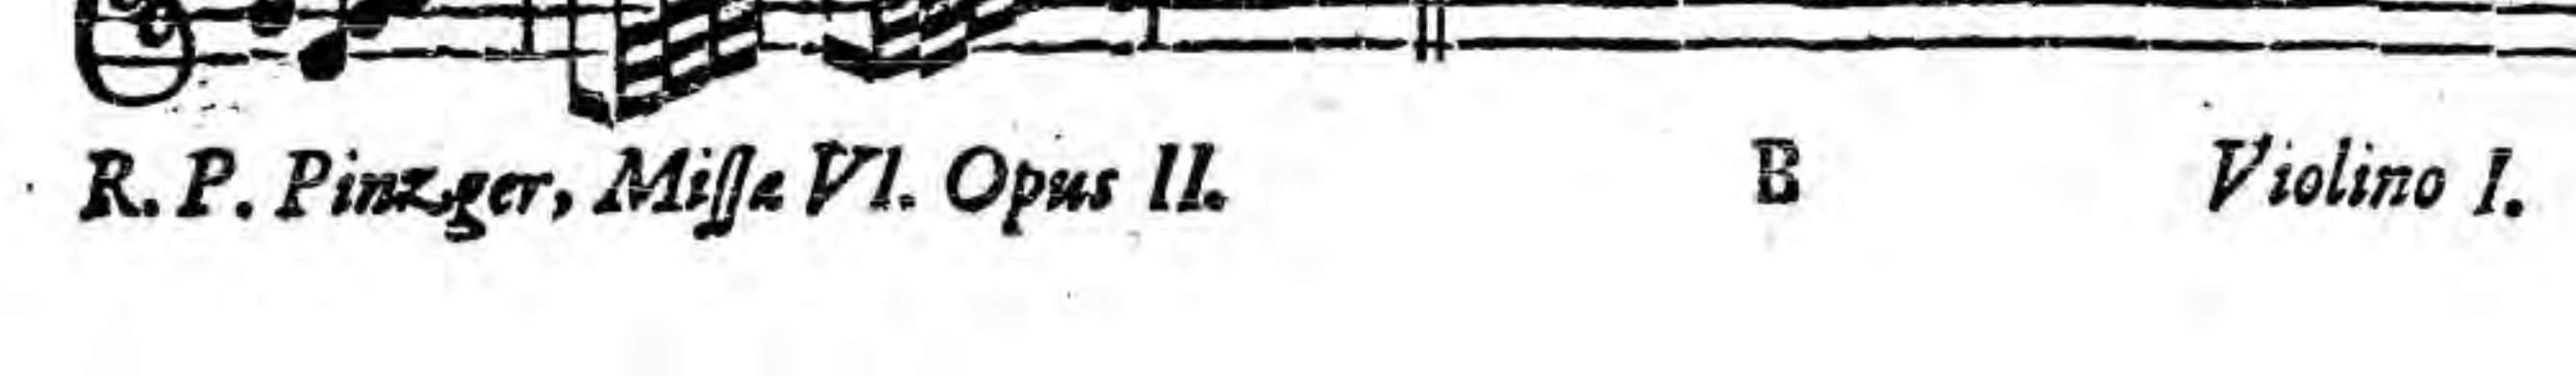 R. P. Pinzger, Miſſæ VI. Opus II. B Violino I.